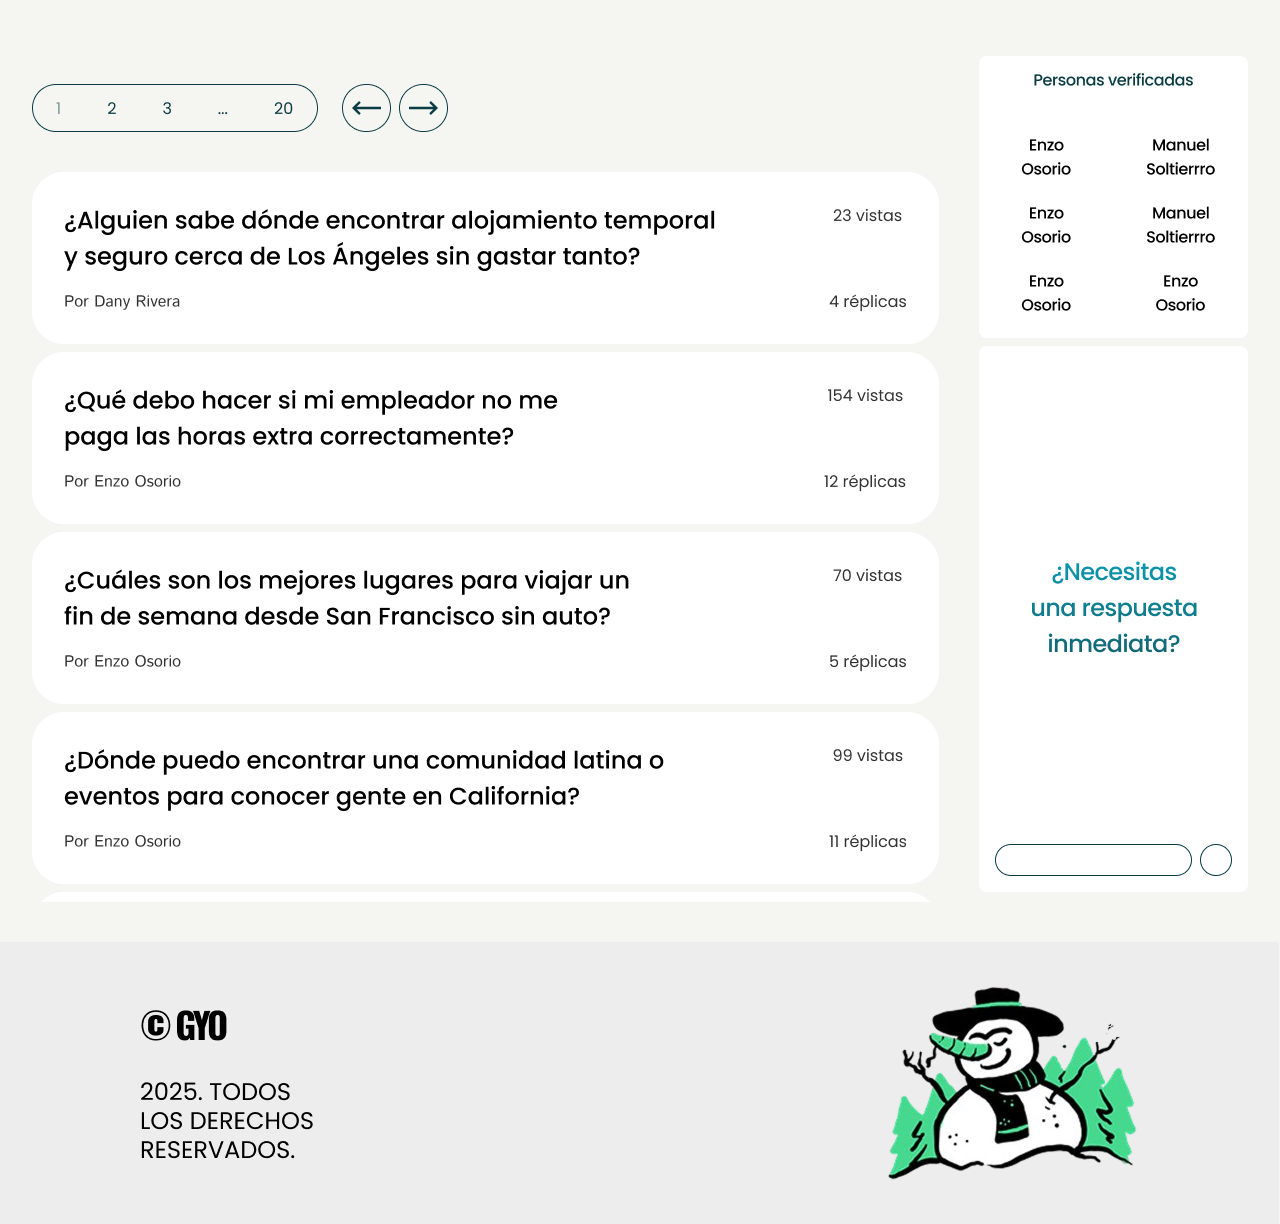 1 2 3 ... 20
¿Alguien sabe dónde encontrar alojamiento temporal
y seguro cerca de Los Ángeles sin gastar tanto?
23 vistas
Por Dany Rivera
4 réplicas
¿Qué debo hacer si mi empleador no me
paga las horas extra correctamente?
154 vistas
Por Enzo Osorio
12 réplicas
¿Cuáles son los mejores lugares para viajar un
fin de semana desde San Francisco sin auto?
70 vistas
Por Enzo Osorio
5 réplicas
¿Dónde puedo encontrar una comunidad latina o
eventos para conocer gente en California?
99 vistas
Por Enzo Osorio
11 réplicas
Personas verificadas
Enzo
Osorio
Manuel
Soltierrro
Enzo
Osorio
Manuel
Soltierrro
Enzo
Osorio
Enzo
Osorio
¿Necesitas
una respuesta
inmediata?
© GYO
2025. TODOS
LOS DERECHOS
RESERVADOS.